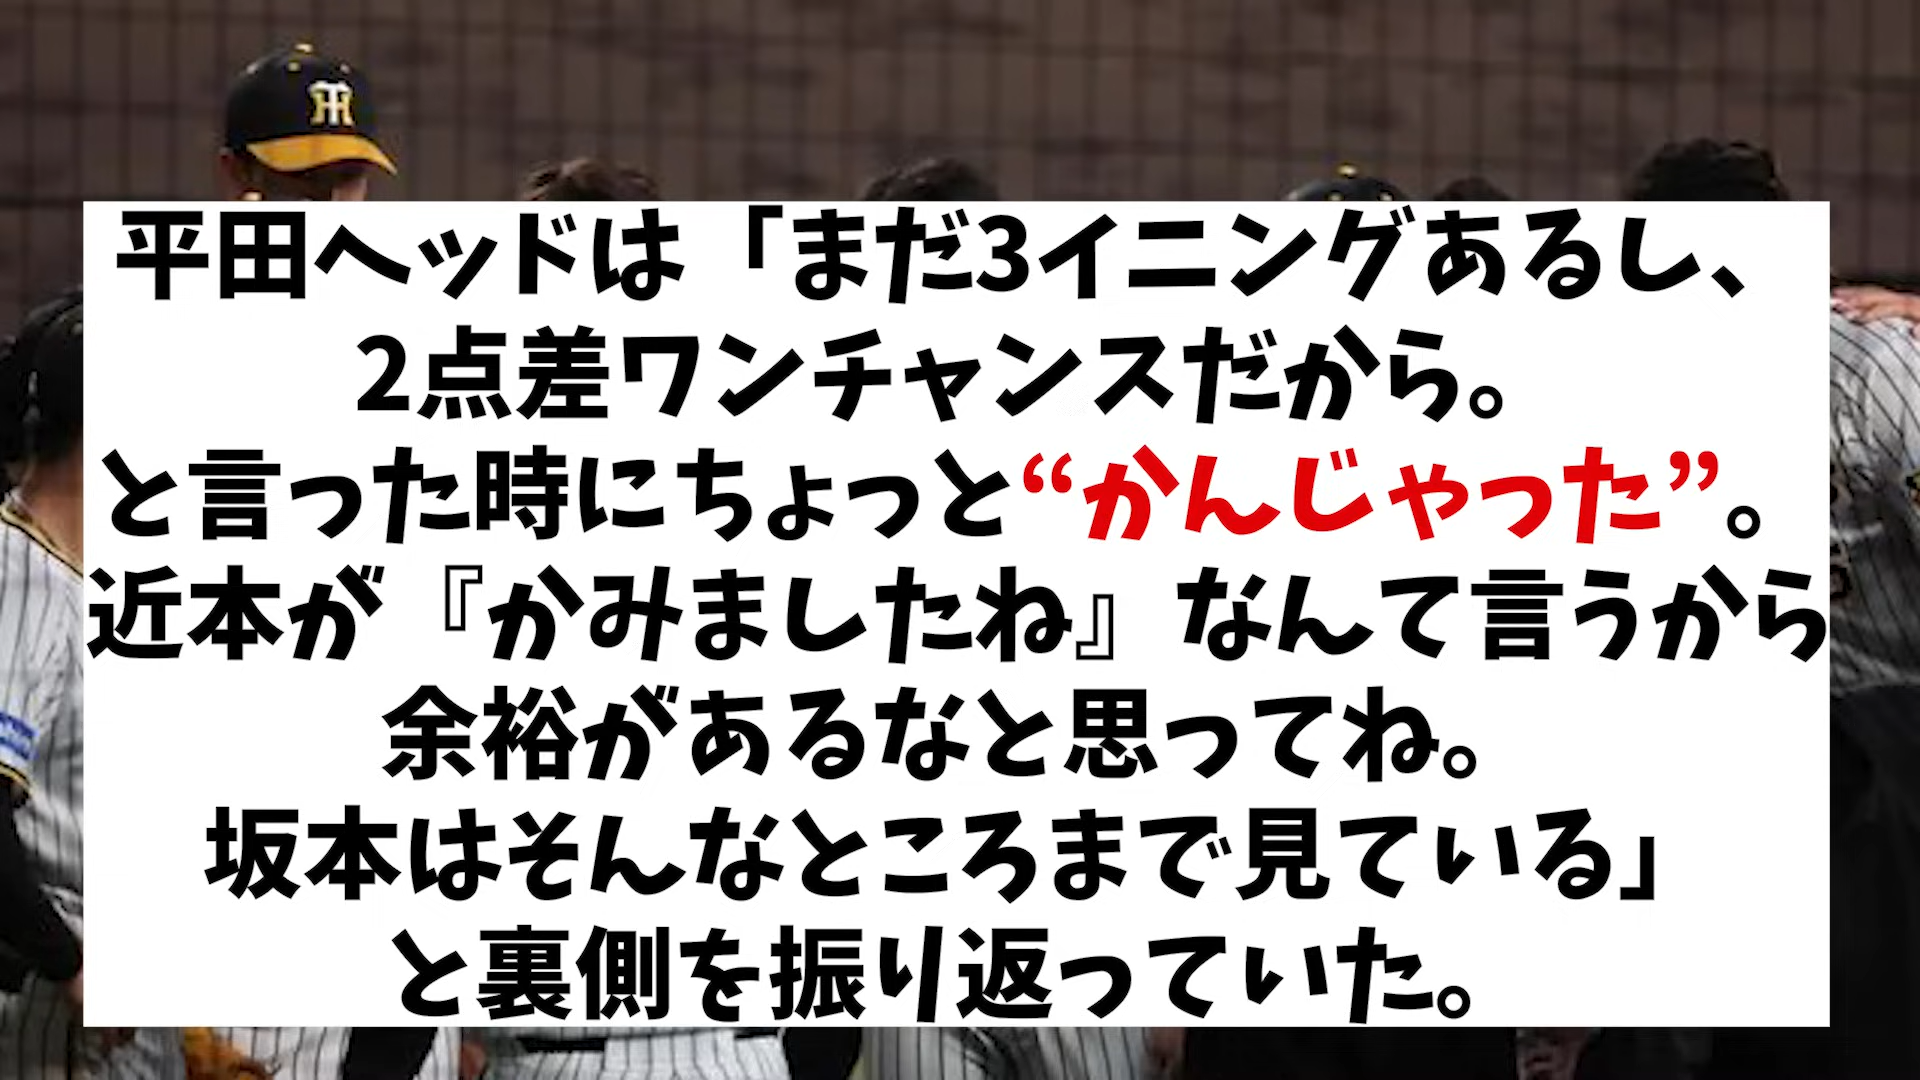 平田ヘッドは「まだ3イニングあるし、
2点差ワンチャンスだから。
と言った時にちょっと“かんじゃった”。
近本が『かみましたね』なんて言うから
余裕があるなと思ってね。
坂本はそんなところまで見ている」
と裏側を振り返っていた。